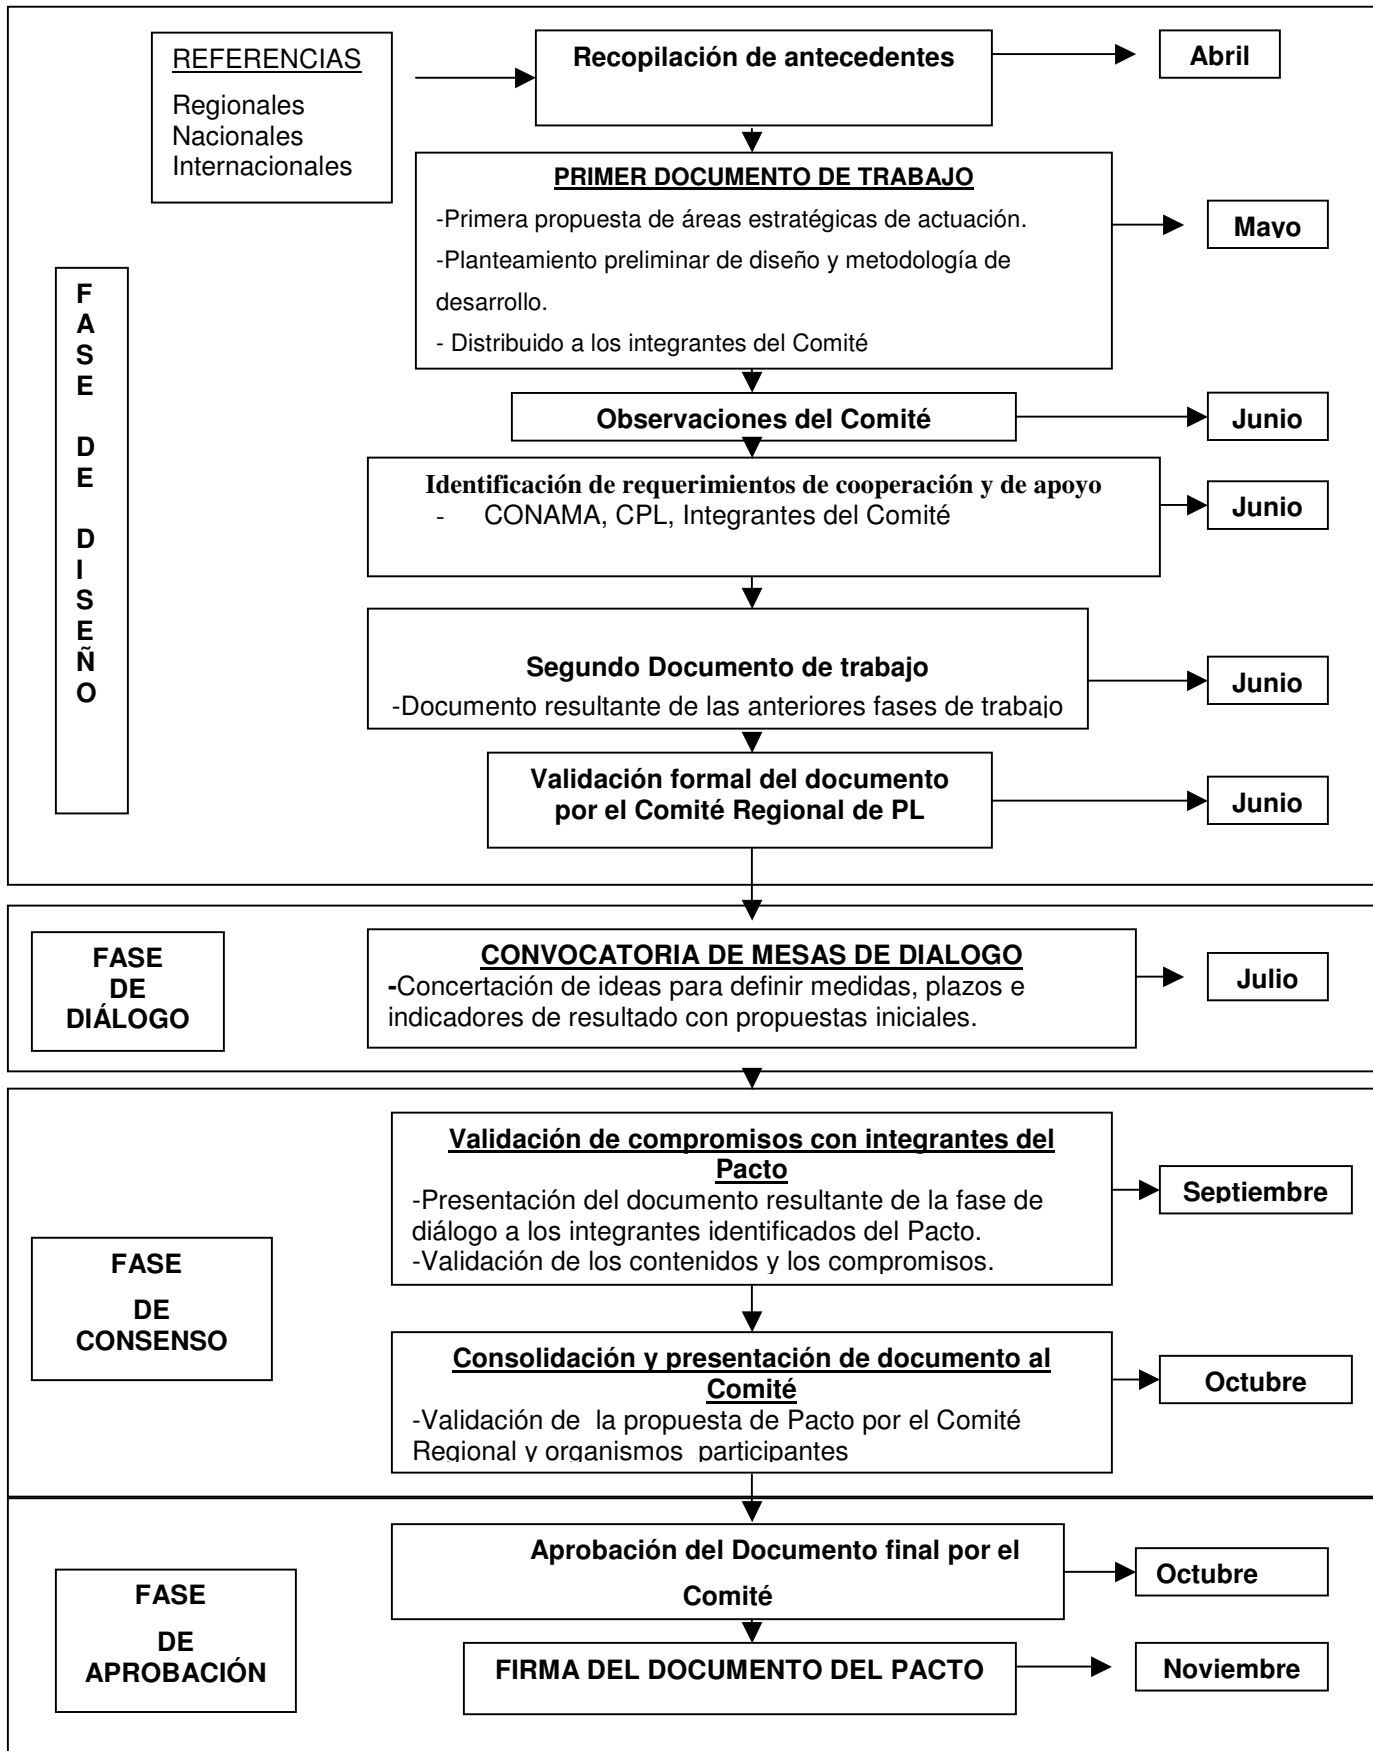 REFERENCIAS
Regionales
Nacionales
Internacionales
Recopilación de antecedentes
Abril
PRIMER DOCUMENTO DE TRABAJO
-Primera propuesta de áreas estratégicas de actuación.
-Planteamiento preliminar de diseño y metodología de
desarrollo.
- Distribuido a los integrantes del Comité
Mayo
F
A
S
E
D
E
D
I
S
E
Ñ
O
Observaciones del Comité
Junio
Identificación de requerimientos de cooperación y de apoyo
- CONAMA, CPL, Integrantes del Comité
Junio
Segundo Documento de trabajo
-Documento resultante de las anteriores fases de trabajo
Junio
Validación formal del documento
por el Comité Regional de PL
Junio
FASE
DE
DIÁLOGO
CONVOCATORIA DE MESAS DE DIALOGO
-Concertación de ideas para definir medidas, plazos e
indicadores de resultado con propuestas iniciales.
Julio
FASE
DE
CONSENSO
Validación de compromisos con integrantes del
Pacto
-Presentación del documento resultante de la fase de
diálogo a los integrantes identificados del Pacto.
-Validación de los contenidos y los compromisos.
Septiembre
Consolidación y presentación de documento al
Comité
-Validación de  la propuesta de Pacto por el Comité
Regional y organismos  participantes
Octubre
FASE
DE
APROBACIÓN
Aprobación del Documento final por el
Comité
Octubre
FIRMA DEL DOCUMENTO DEL PACTO
Noviembre